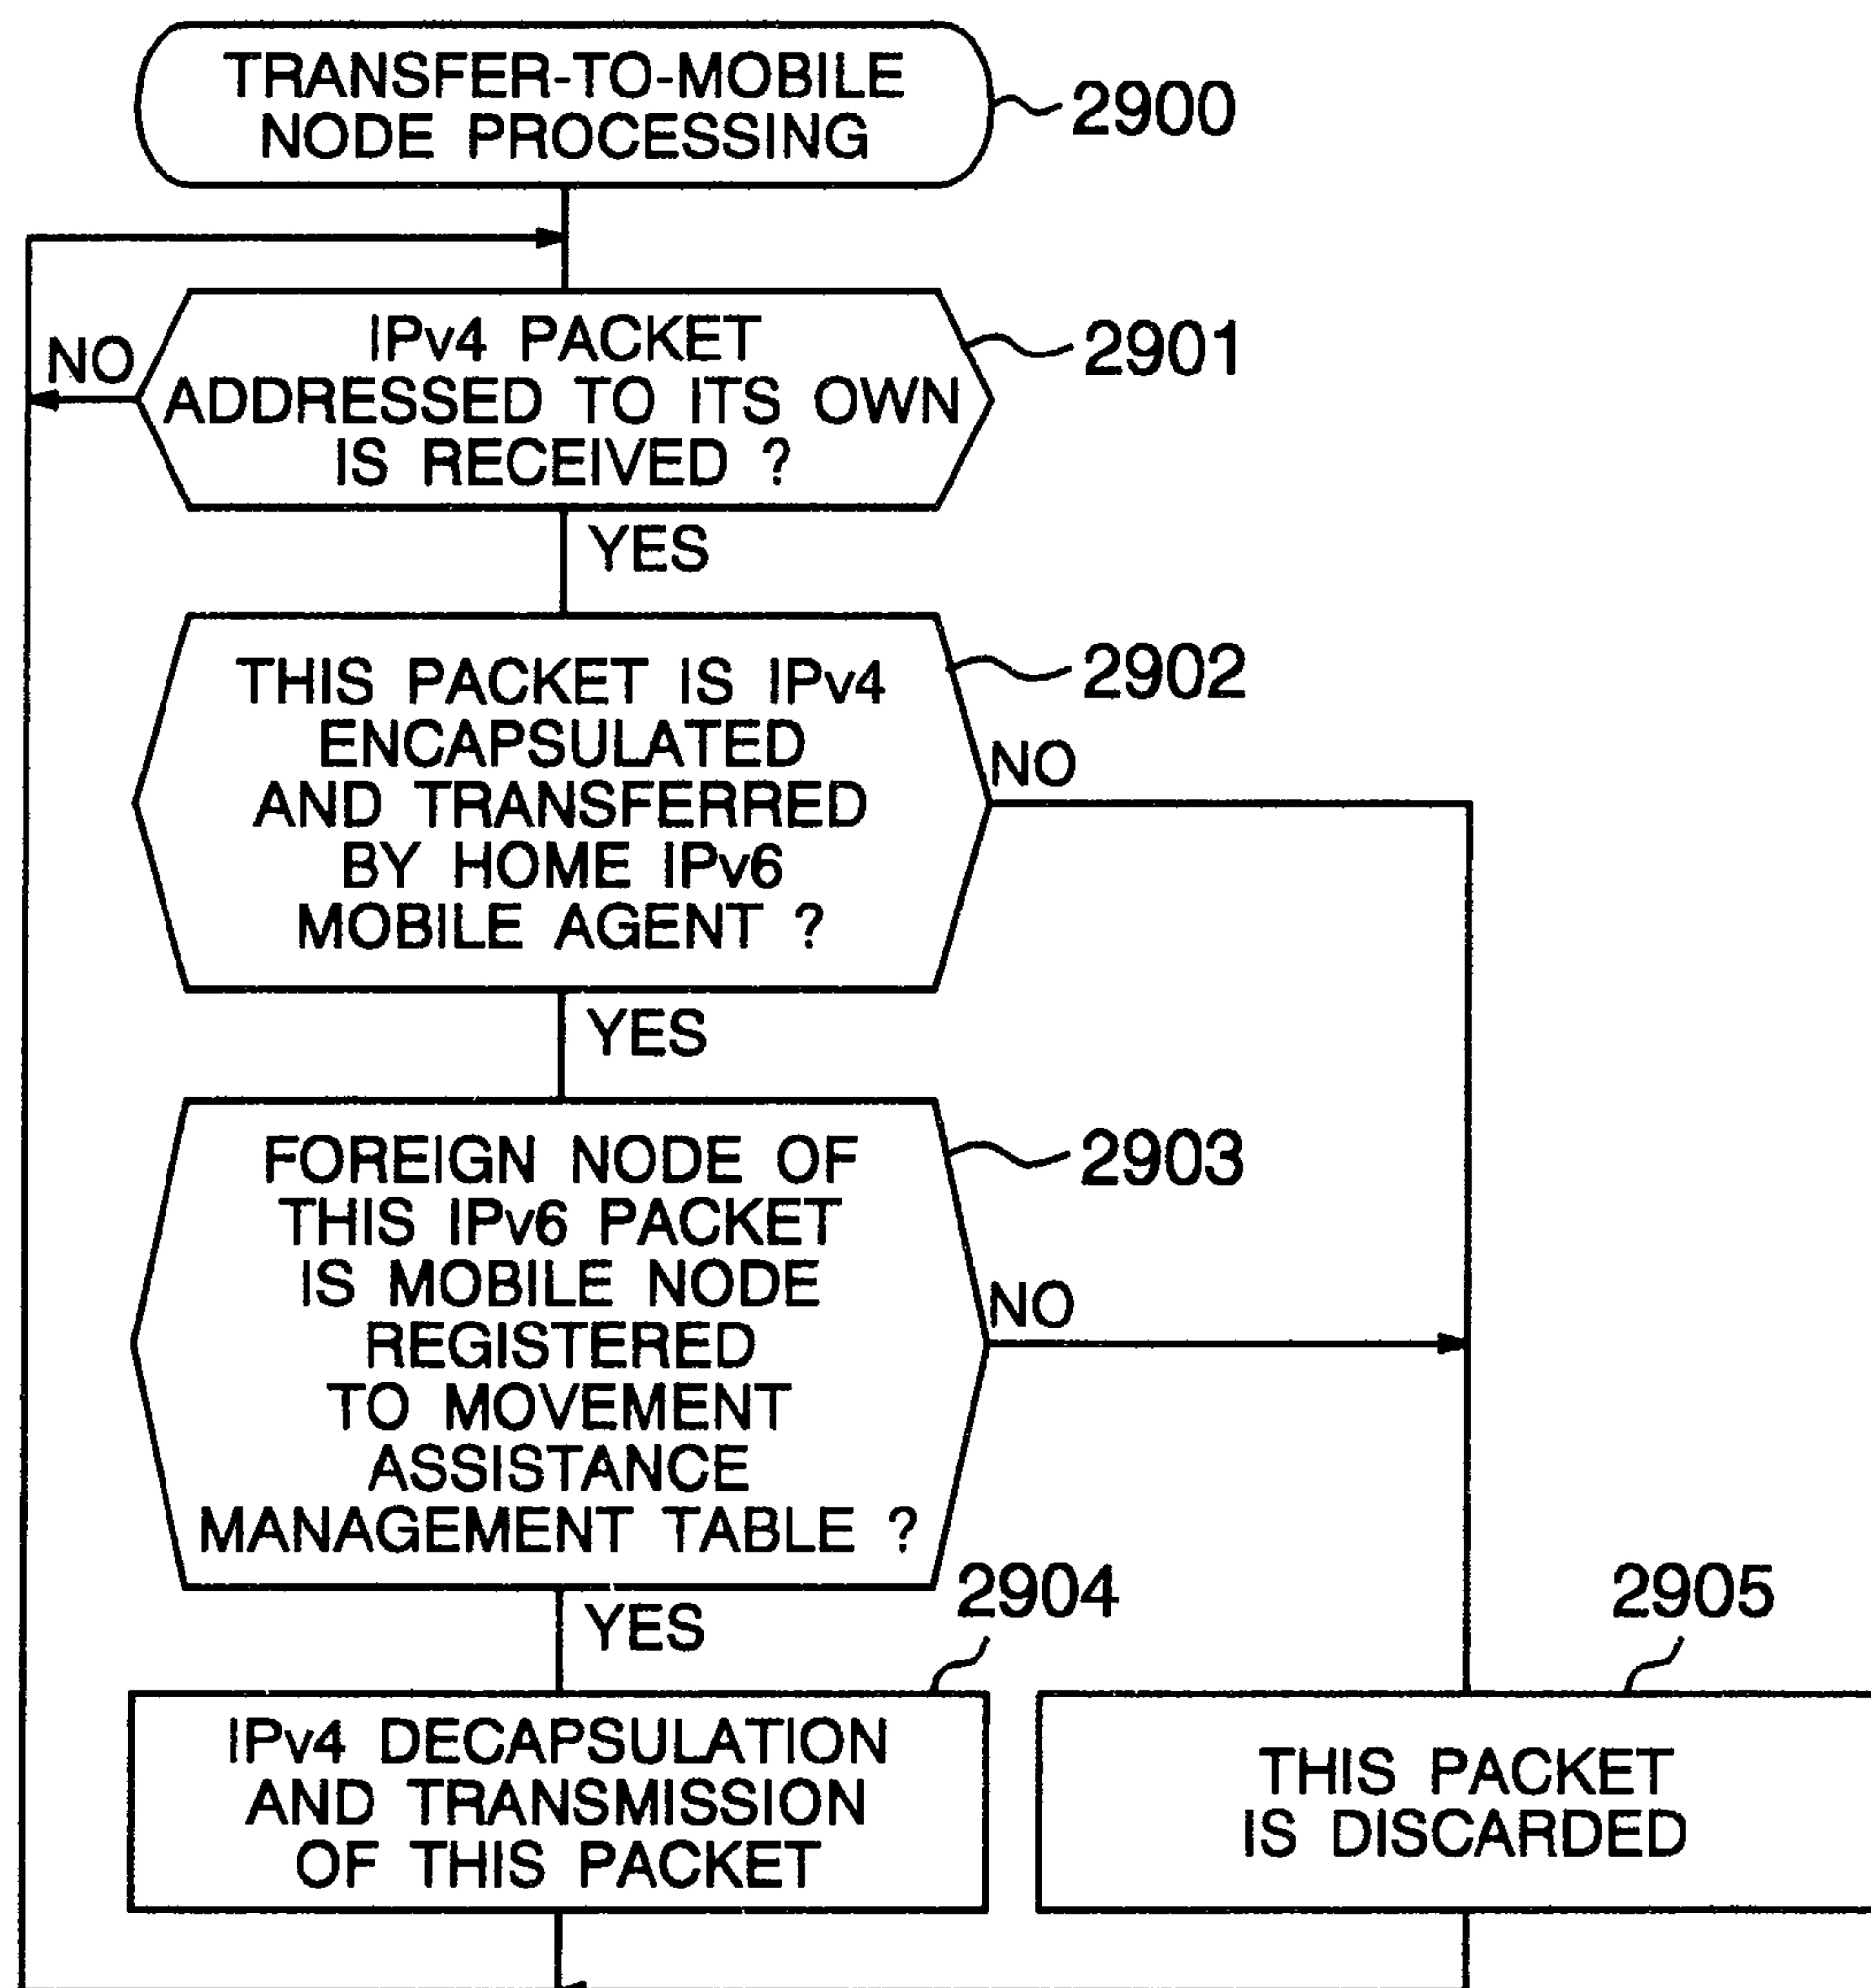 TRANSFER-TO-MOBILE
NODE PROCESSING
2900
IPv4 PACKET
ADDRESSED TO ITS OWN
IS RECEIVED ?
2901
NO
YES
THIS PACKET IS IPv4
ENCAPSULATED
AND TRANSFERRED
BY HOME IPv6
MOBILE AGENT ?
2902
NO
YES
FOREIGN NODE OF
THIS IPv6 PACKET
IS MOBILE NODE
REGISTERED
TO MOVEMENT
ASSISTANCE
MANAGEMENT TABLE ?
2903
NO
YES
2904
IPv4 DECAPSULATION
AND TRANSMISSION
OF THIS PACKET
2905
THIS PACKET
IS DISCARDED